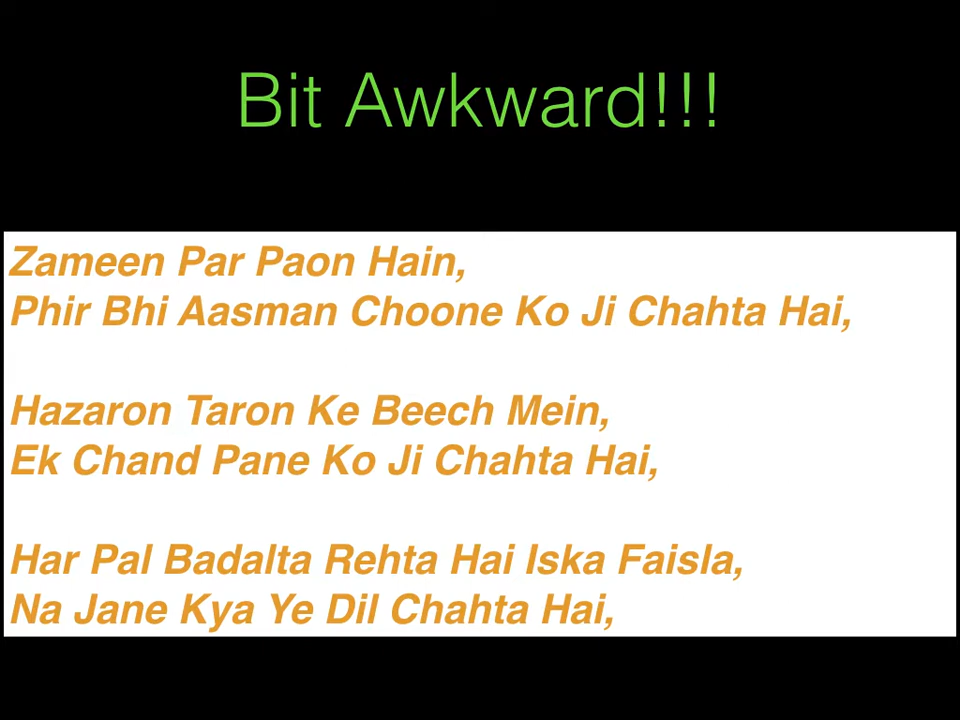 Bit Awkward!!!
Zameen Par Paon Hain,
Phir Bhi Aasman Choone Ko Ji Chahta Hai,
Hazaron Taron Ke Beech Mein,
Ek Chand Pane Ko Ji Chahta Hai,
Har Pal Badalta Rehta Hai Iska Faisla,
Na Jane Kya Ye Dil Chahta Hai,